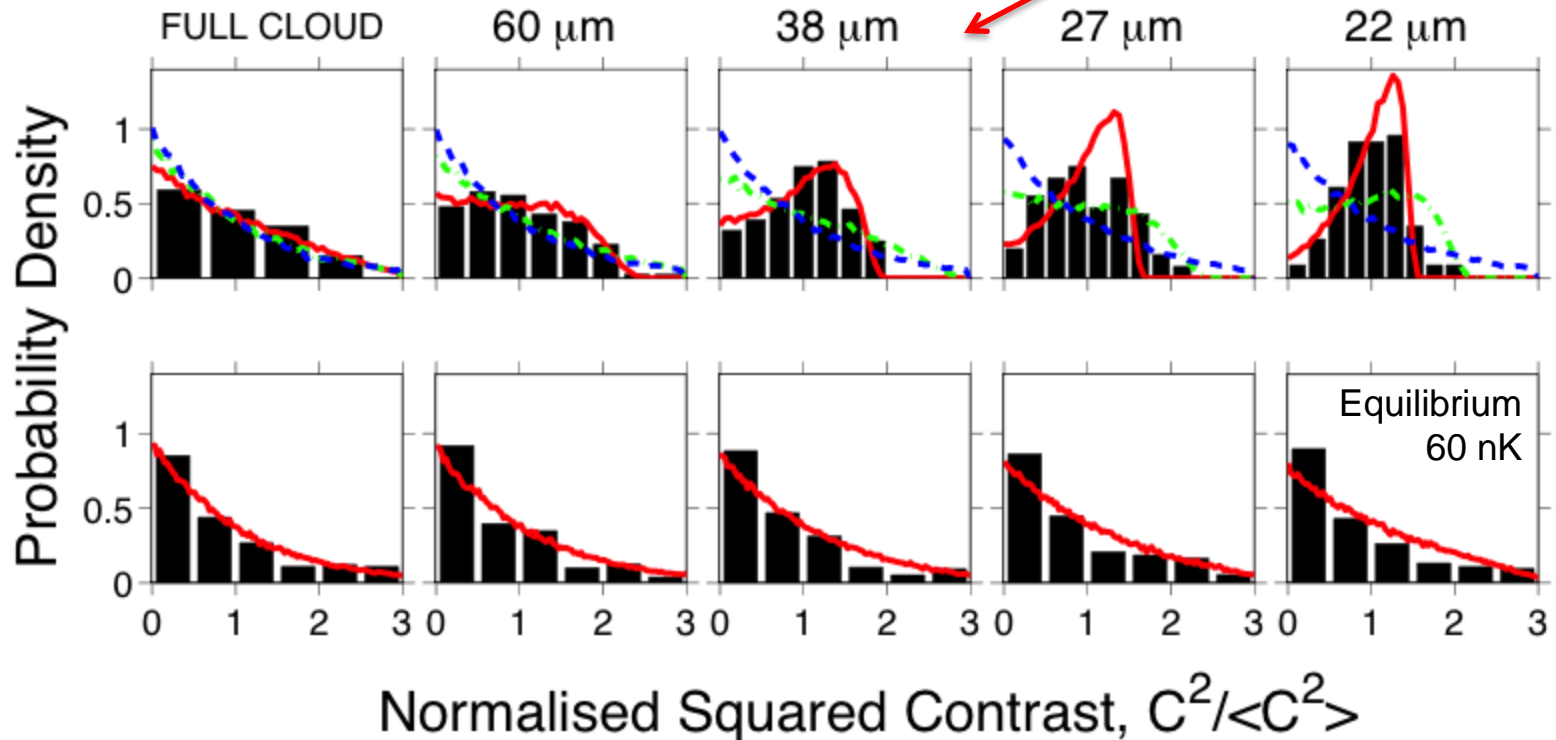 FULL CLOUD 60 μm 38 μm 27 μm 22 μm
Probability Density
1
0.5
0
Equilibrium
60 nK
1
0.5
0
0 1 2 3 0 1 2 3 0 1 2 3 0 1 2 3 0 1 2 3
Normalised Squared Contrast, C²/<C²>